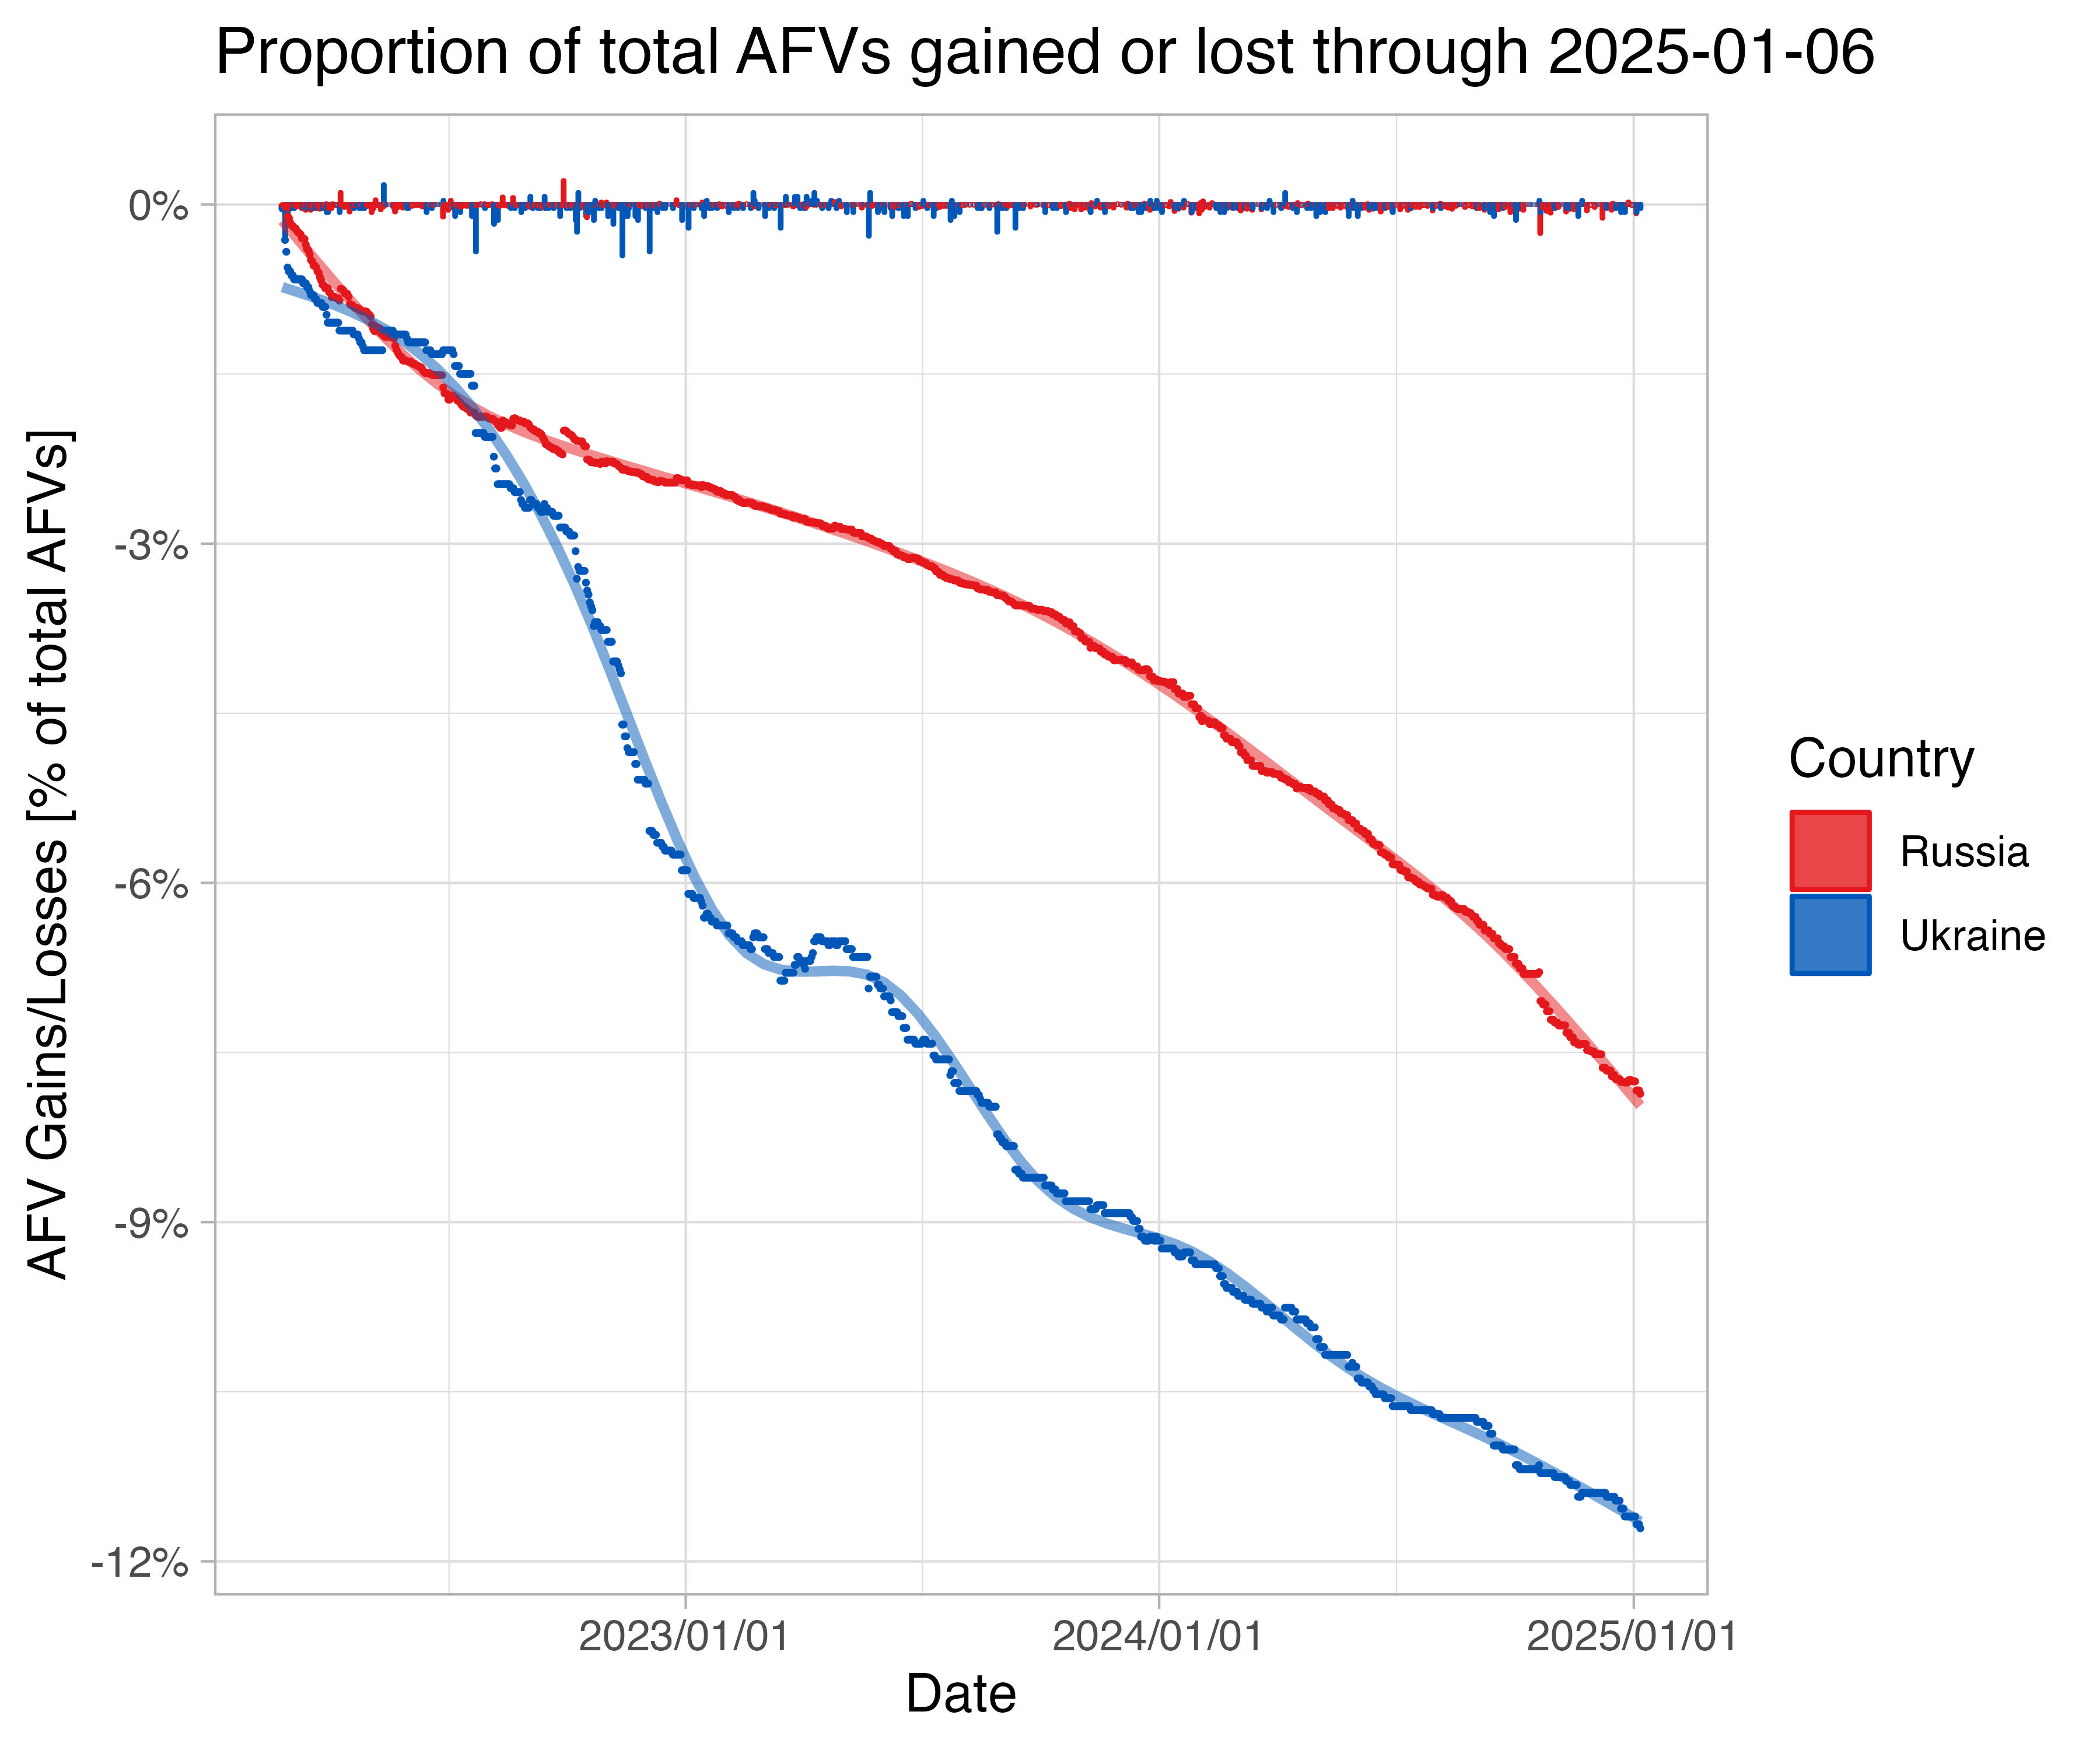 Proportion of total AFVs gained or lost through 2025-01-06
AFV Gains/Losses [% of total AFVs]
0%
-3%
-6%
-9%
-12%
2023/01/01
2024/01/01
2025/01/01
Date
Country
Russia
Ukraine